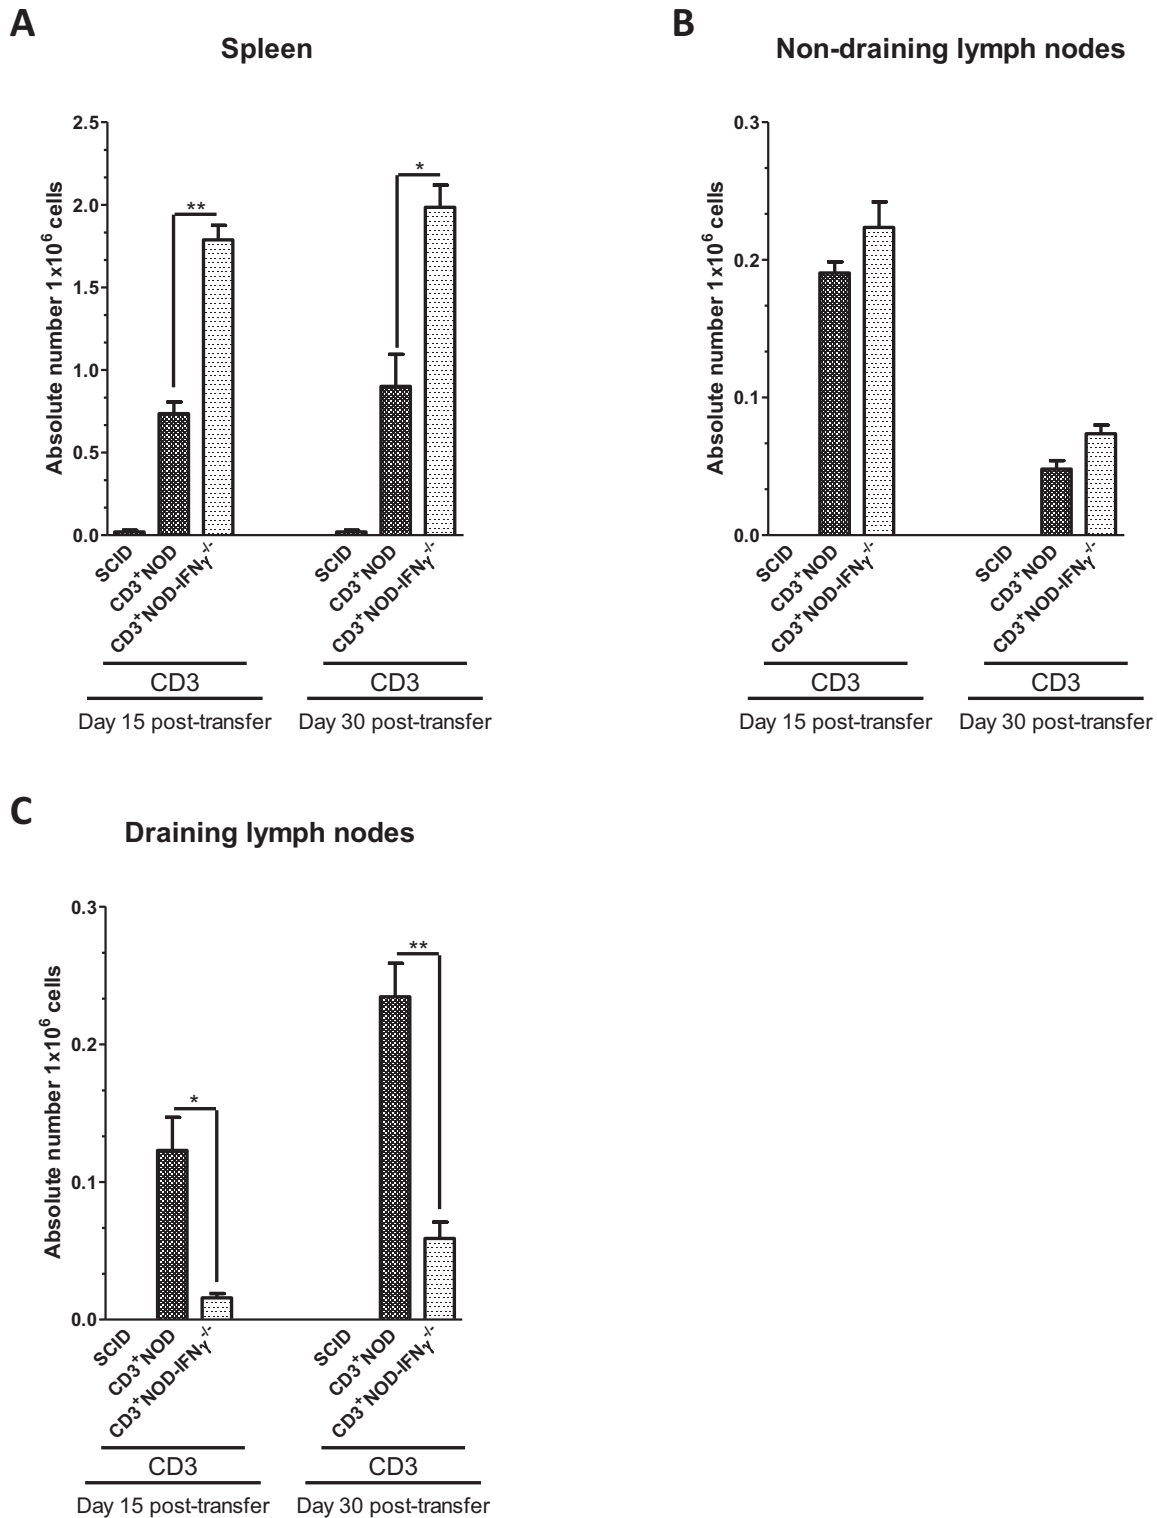 A
Spleen
Absolute number 1x10⁶ cells
2.5
2.0
1.5
1.0
0.5
0.0
**
*
SCID
CD3⁺NOD
CD3⁺NOD-IFNγ⁻/⁻
SCID
CD3⁺NOD
CD3⁺NOD-IFNγ⁻/⁻
CD3
CD3
Day 15 post-transfer
Day 30 post-transfer
B
Non-draining lymph nodes
Absolute number 1x10⁶ cells
0.3
0.2
0.1
0.0
SCID
CD3⁺NOD
CD3⁺NOD-IFNγ⁻/⁻
SCID
CD3⁺NOD
CD3⁺NOD-IFNγ⁻/⁻
CD3
CD3
Day 15 post-transfer
Day 30 post-transfer
C
Draining lymph nodes
Absolute number 1x10⁶ cells
0.3
0.2
0.1
0.0
*
**
SCID
CD3⁺NOD
CD3⁺NOD-IFNγ⁻/⁻
SCID
CD3⁺NOD
CD3⁺NOD-IFNγ⁻/⁻
CD3
CD3
Day 15 post-transfer
Day 30 post-transfer